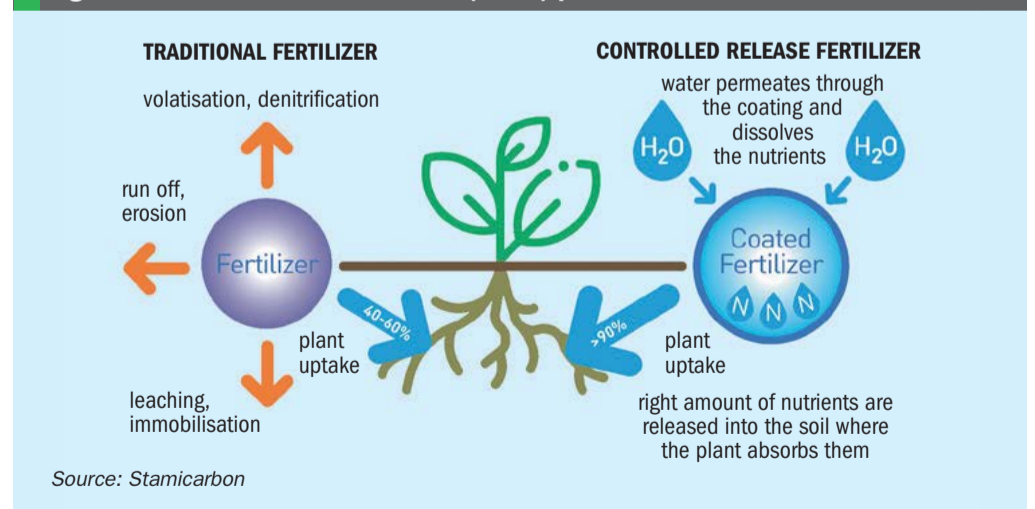 TRADITIONAL FERTILIZER
volatisation, denitrification
run off,
erosion
Fertilizer
40-60%
plant
uptake
leaching,
immobilisation
CONTROLLED RELEASE FERTILIZER
water permeates through
the coating and
dissolves
the nutrients
H₂O
H₂O
Coated
Fertilizer
N N N
>90%
plant
uptake
right amount of nutrients are
released into the soil where
the plant absorbs them
Source: Stamicarbon